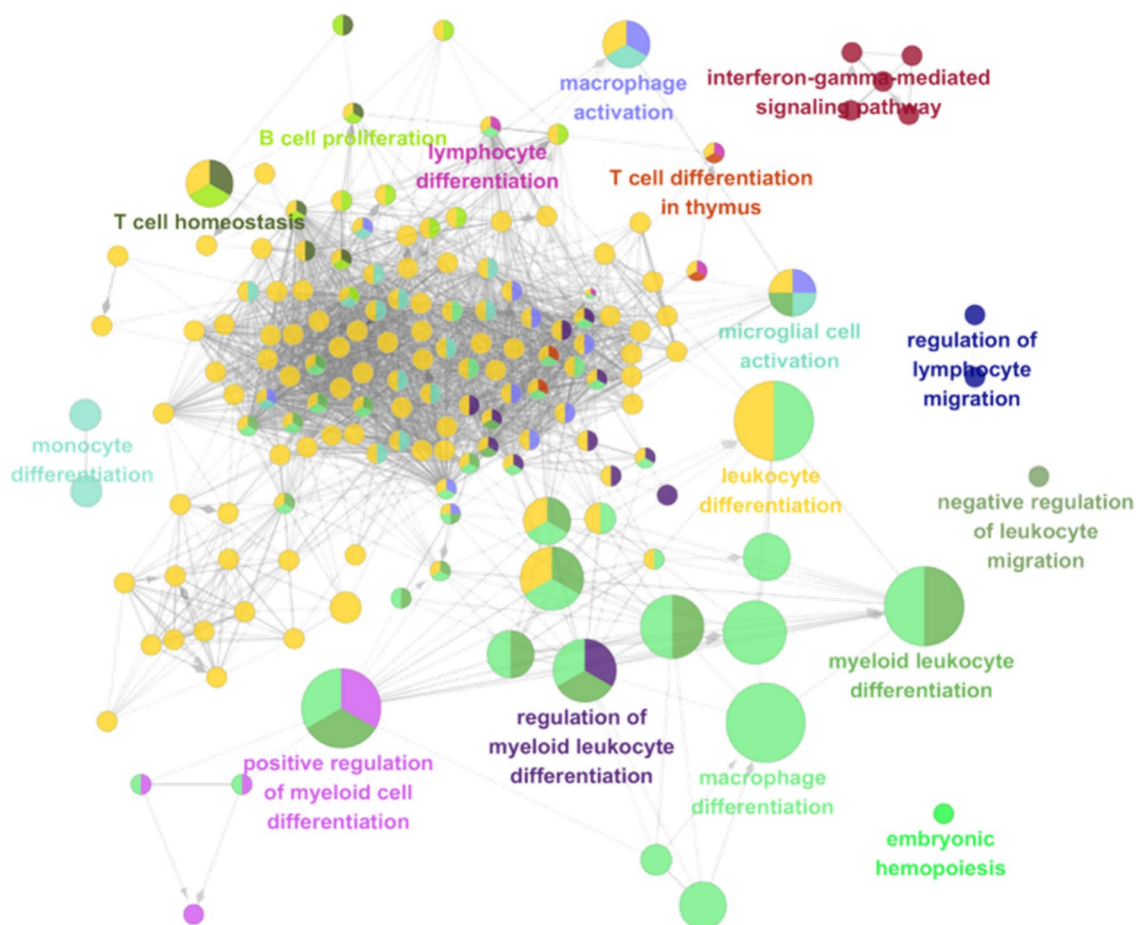 macrophage
activation
interferon-gamma-mediated
signaling pathway
B cell proliferation
lymphocyte
differentiation
T cell differentiation
in thymus
T cell homeostasis
microglial cell
activation
regulation of
lymphocyte
migration
monocyte
differentiation
leukocyte
differentiation
negative regulation
of leukocyte
migration
myeloid leukocyte
differentiation
regulation of
myeloid leukocyte
differentiation
positive regulation
of myeloid cell
differentiation
macrophage
differentiation
embryonic
hemopoiesis